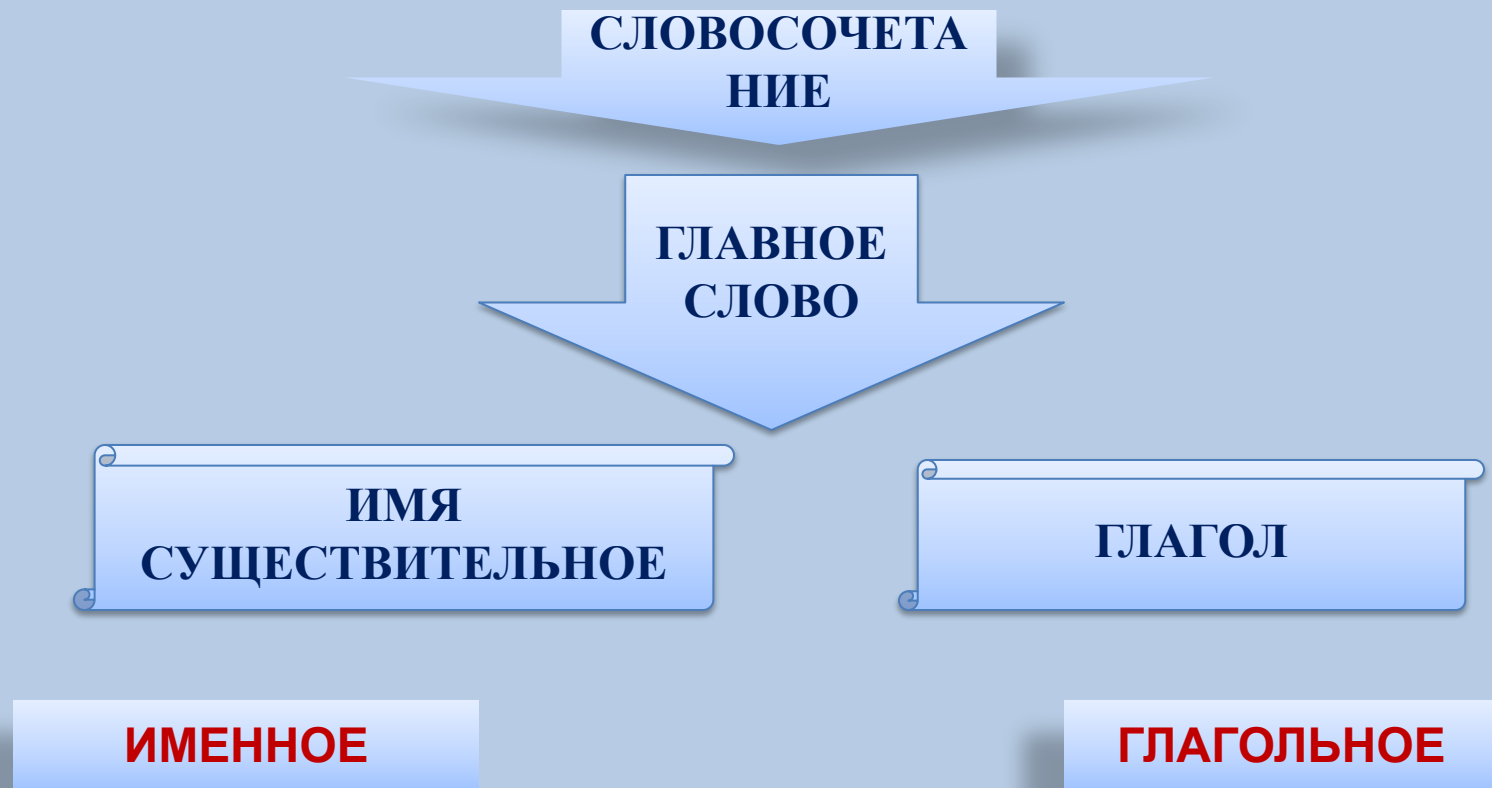 СЛОВОСОЧЕТА
НИЕ
ГЛАВНОЕ
СЛОВО
ИМЯ
СУЩЕСТВИТЕЛЬНОЕ
ГЛАГОЛ
ИМЕННОЕ
ГЛАГОЛЬНОЕ